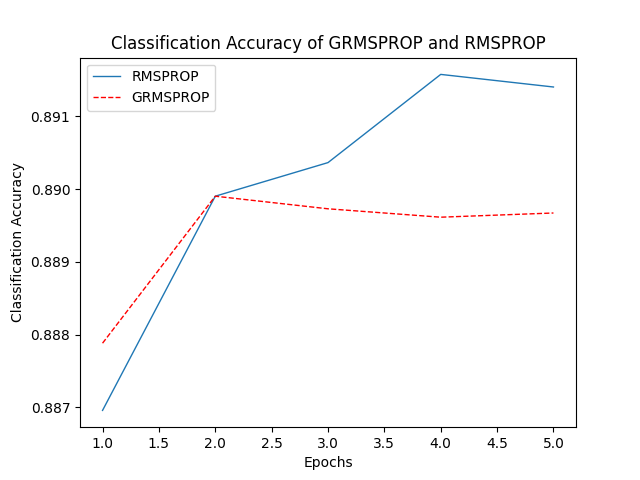 Classification Accuracy of GRMSPROP and RMSPROP
RMSPROP
GRMSPROP
0.891
0.890
0.889
0.888
0.887
Classification Accuracy
1.0 1.5 2.0 2.5 3.0 3.5 4.0 4.5 5.0
Epochs